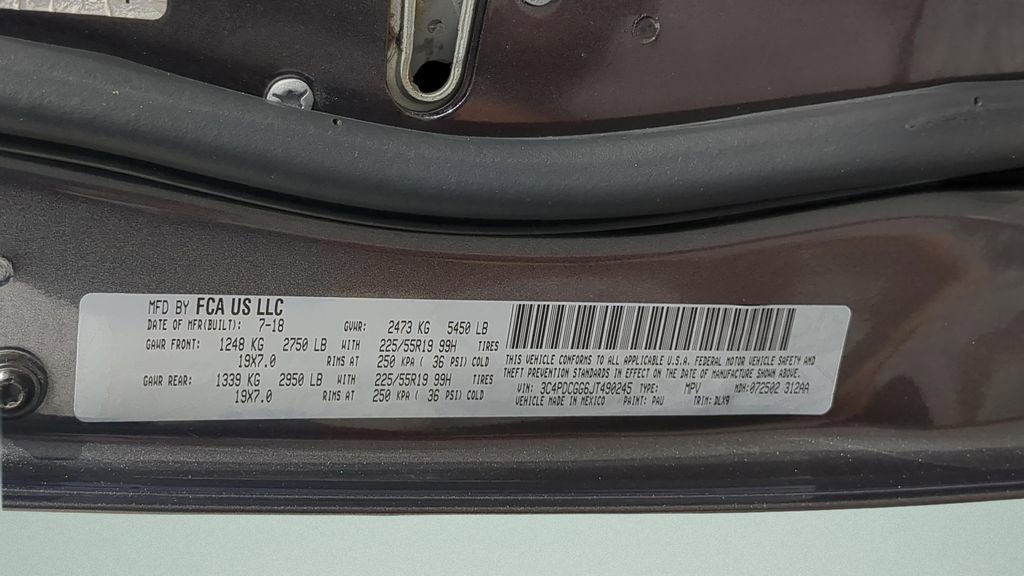 MFD BY FCA US LLC
DATE OF MFR(BUILT): 7-18 GVWR: 2473 KG 5450 LB
GAWR FRONT: 1248 KG 2750 LB WITH 225/55R19 99H TIRES
19X7.0 RIMS AT 250 KPA ( 36 PSI) COLD
GAWR REAR: 1339 KG 2950 LB WITH 225/55R19 99H TIRES
19X7.0 RIMS AT 250 KPA ( 36 PSI) COLD
THIS VEHICLE CONFORMS TO ALL APPLICABLE U.S.A. FEDERAL MOTOR VEHICLE SAFETY AND
THEFT PREVENTION STANDARDS IN EFFECT ON THE DATE OF MANUFACTURE SHOWN ABOVE.
VIN: 3C4PDCGG6JT490245 TYPE: MPV MDH:072502 312AA
VEHICLE MADE IN MEXICO PAINT: PAU TRIM: DLX9